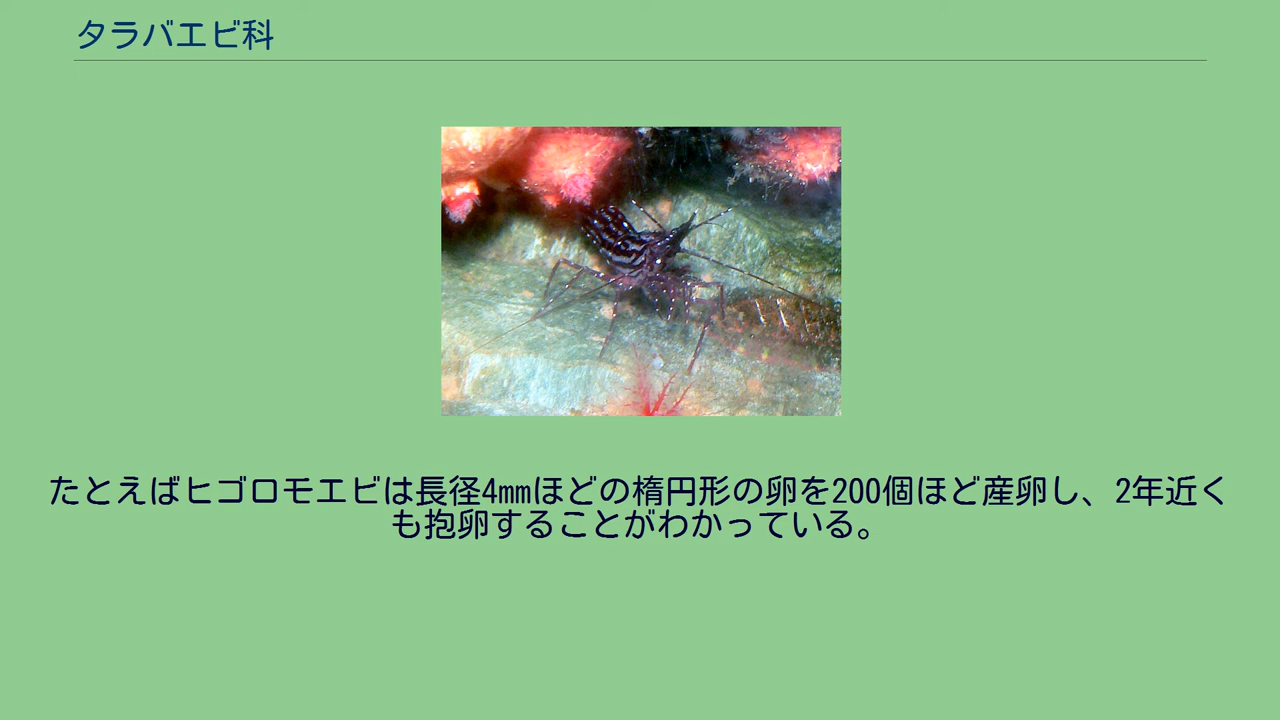 タラバエビ科
たとえばヒゴロモエビは長径4mmほどの楕円形の卵を200個ほど産卵し、2年近く
も抱卵することがわかっている。